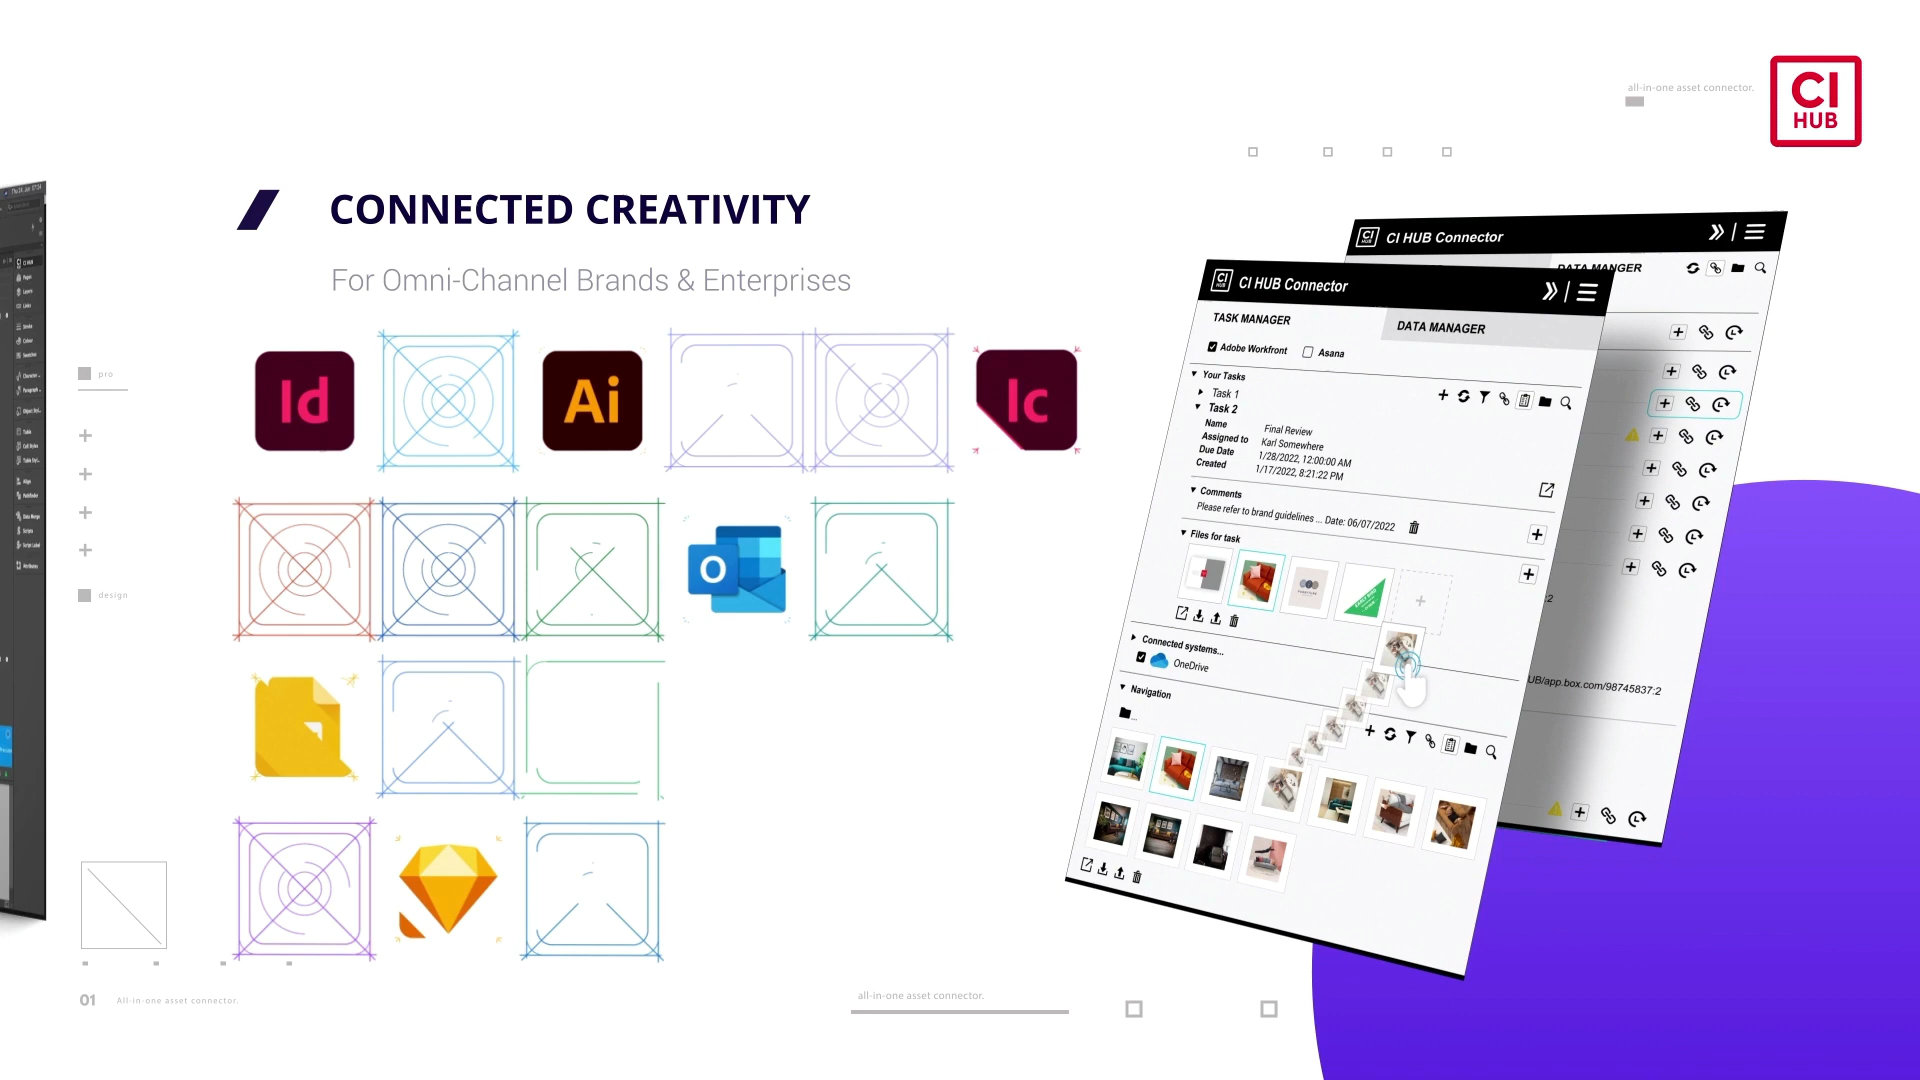 all-in-one asset connector.
CI
HUB
CONNECTED CREATIVITY
For Omni-Channel Brands & Enterprises
Id
Ai
Ic
O
pro
design
01 All-in-one asset connector.
all-in-one asset connector.
CI HUB CI HUB Connector
DATA MANGER
UB/app.box.com/98745837:2
CI HUB CI HUB Connector
TASK MANAGER
DATA MANAGER
Adobe Workfront Asana
Your Tasks
Task 1
Task 2
Name Final Review
Assigned to Karl Somewhere
Due Date 1/28/2022, 12:00:00 AM
Created 1/17/2022, 8:21:22 PM
Comments
Please refer to brand guidelines ... Date: 06/07/2022
Files for task
Connected systems...
OneDrive
Navigation
...